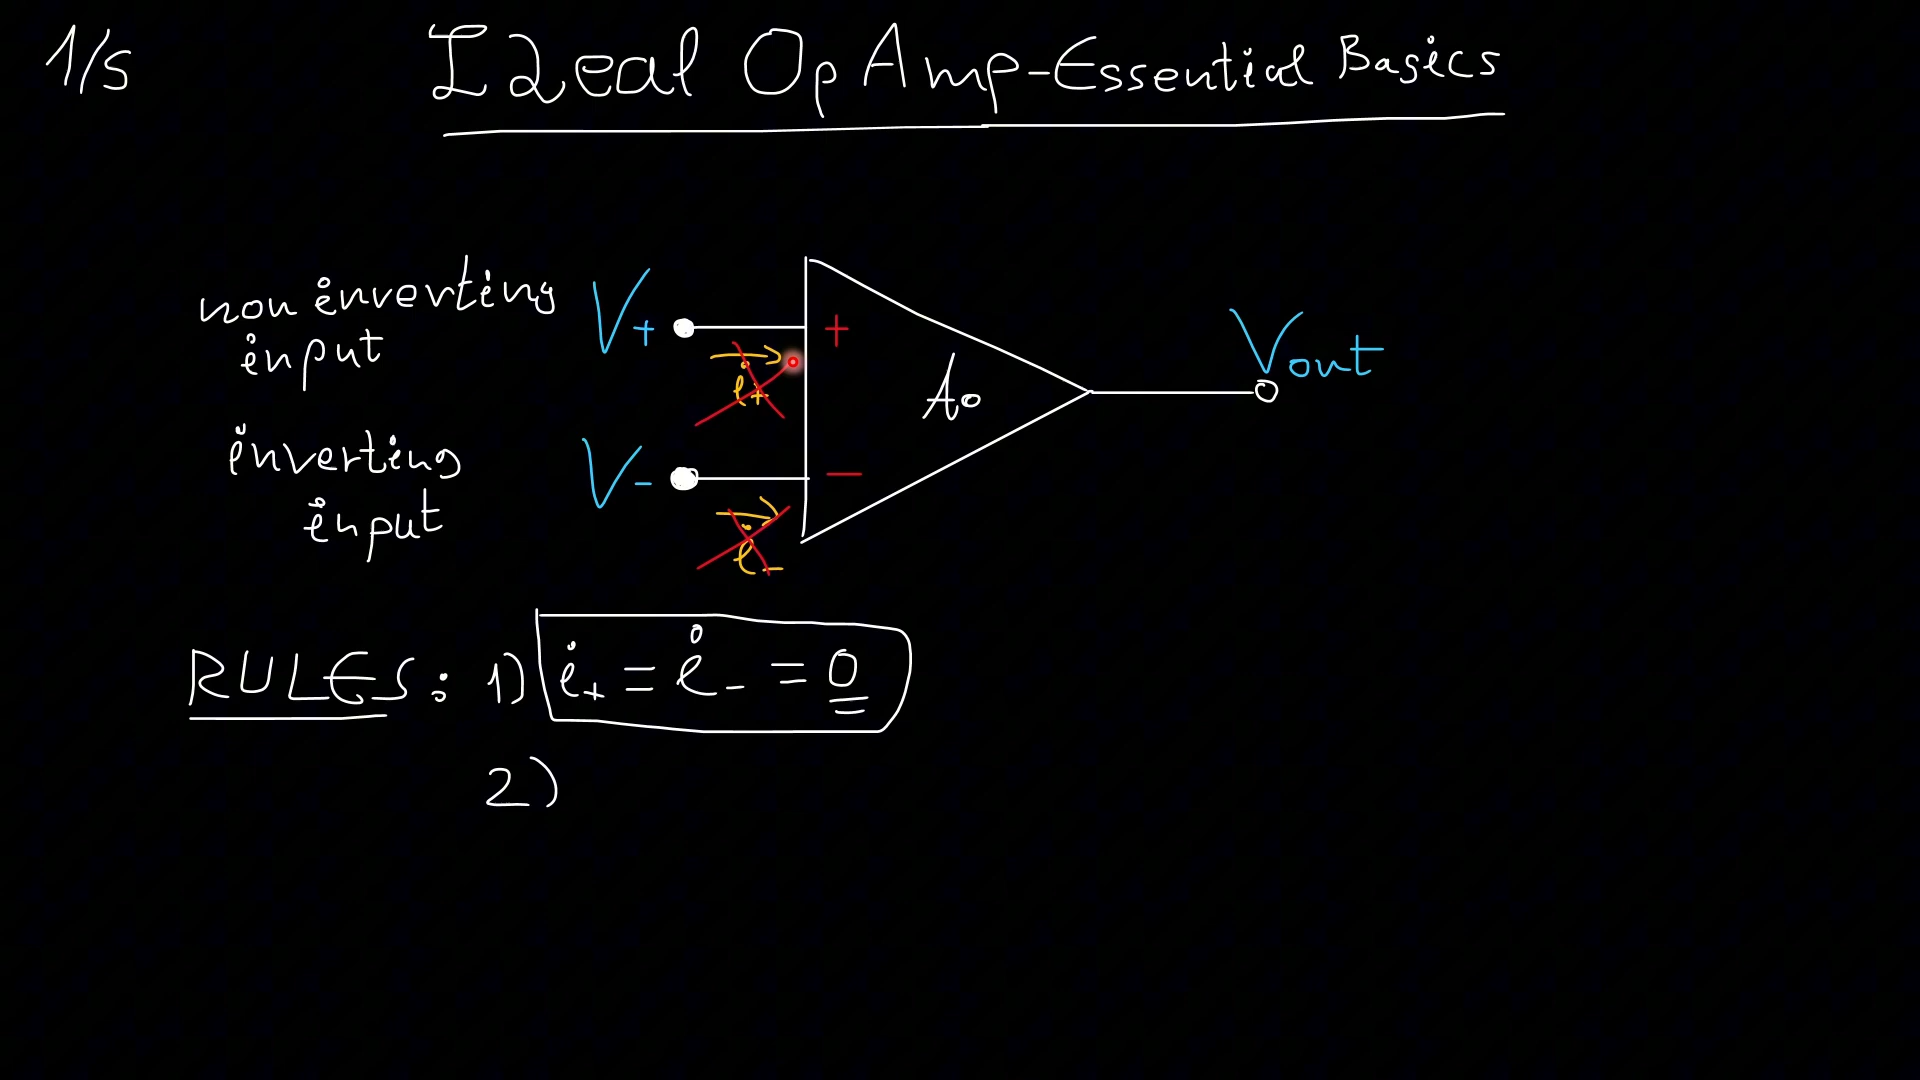 1/5
Ideal Op Amp-Essential Basics
non inverting
input
V+
+
i+
A0
Vout
inverting
input
V-
-
i-
RULES: 1) i+ = i- = 0
2)